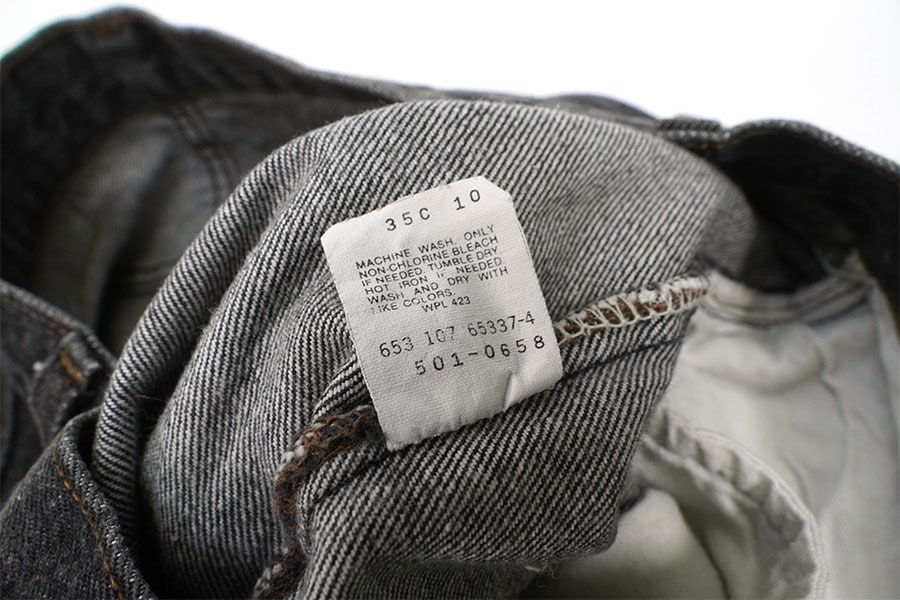 35C 10
MACHINE WASH. ONLY
NON-CHLORINE BLEACH
IF NEEDED TUMBLE DRY
HOT IRON IF NEEDED
WASH AND DRY WITH
LIKE COLORS.
WPL 423
653 107 65337-4
501-0658